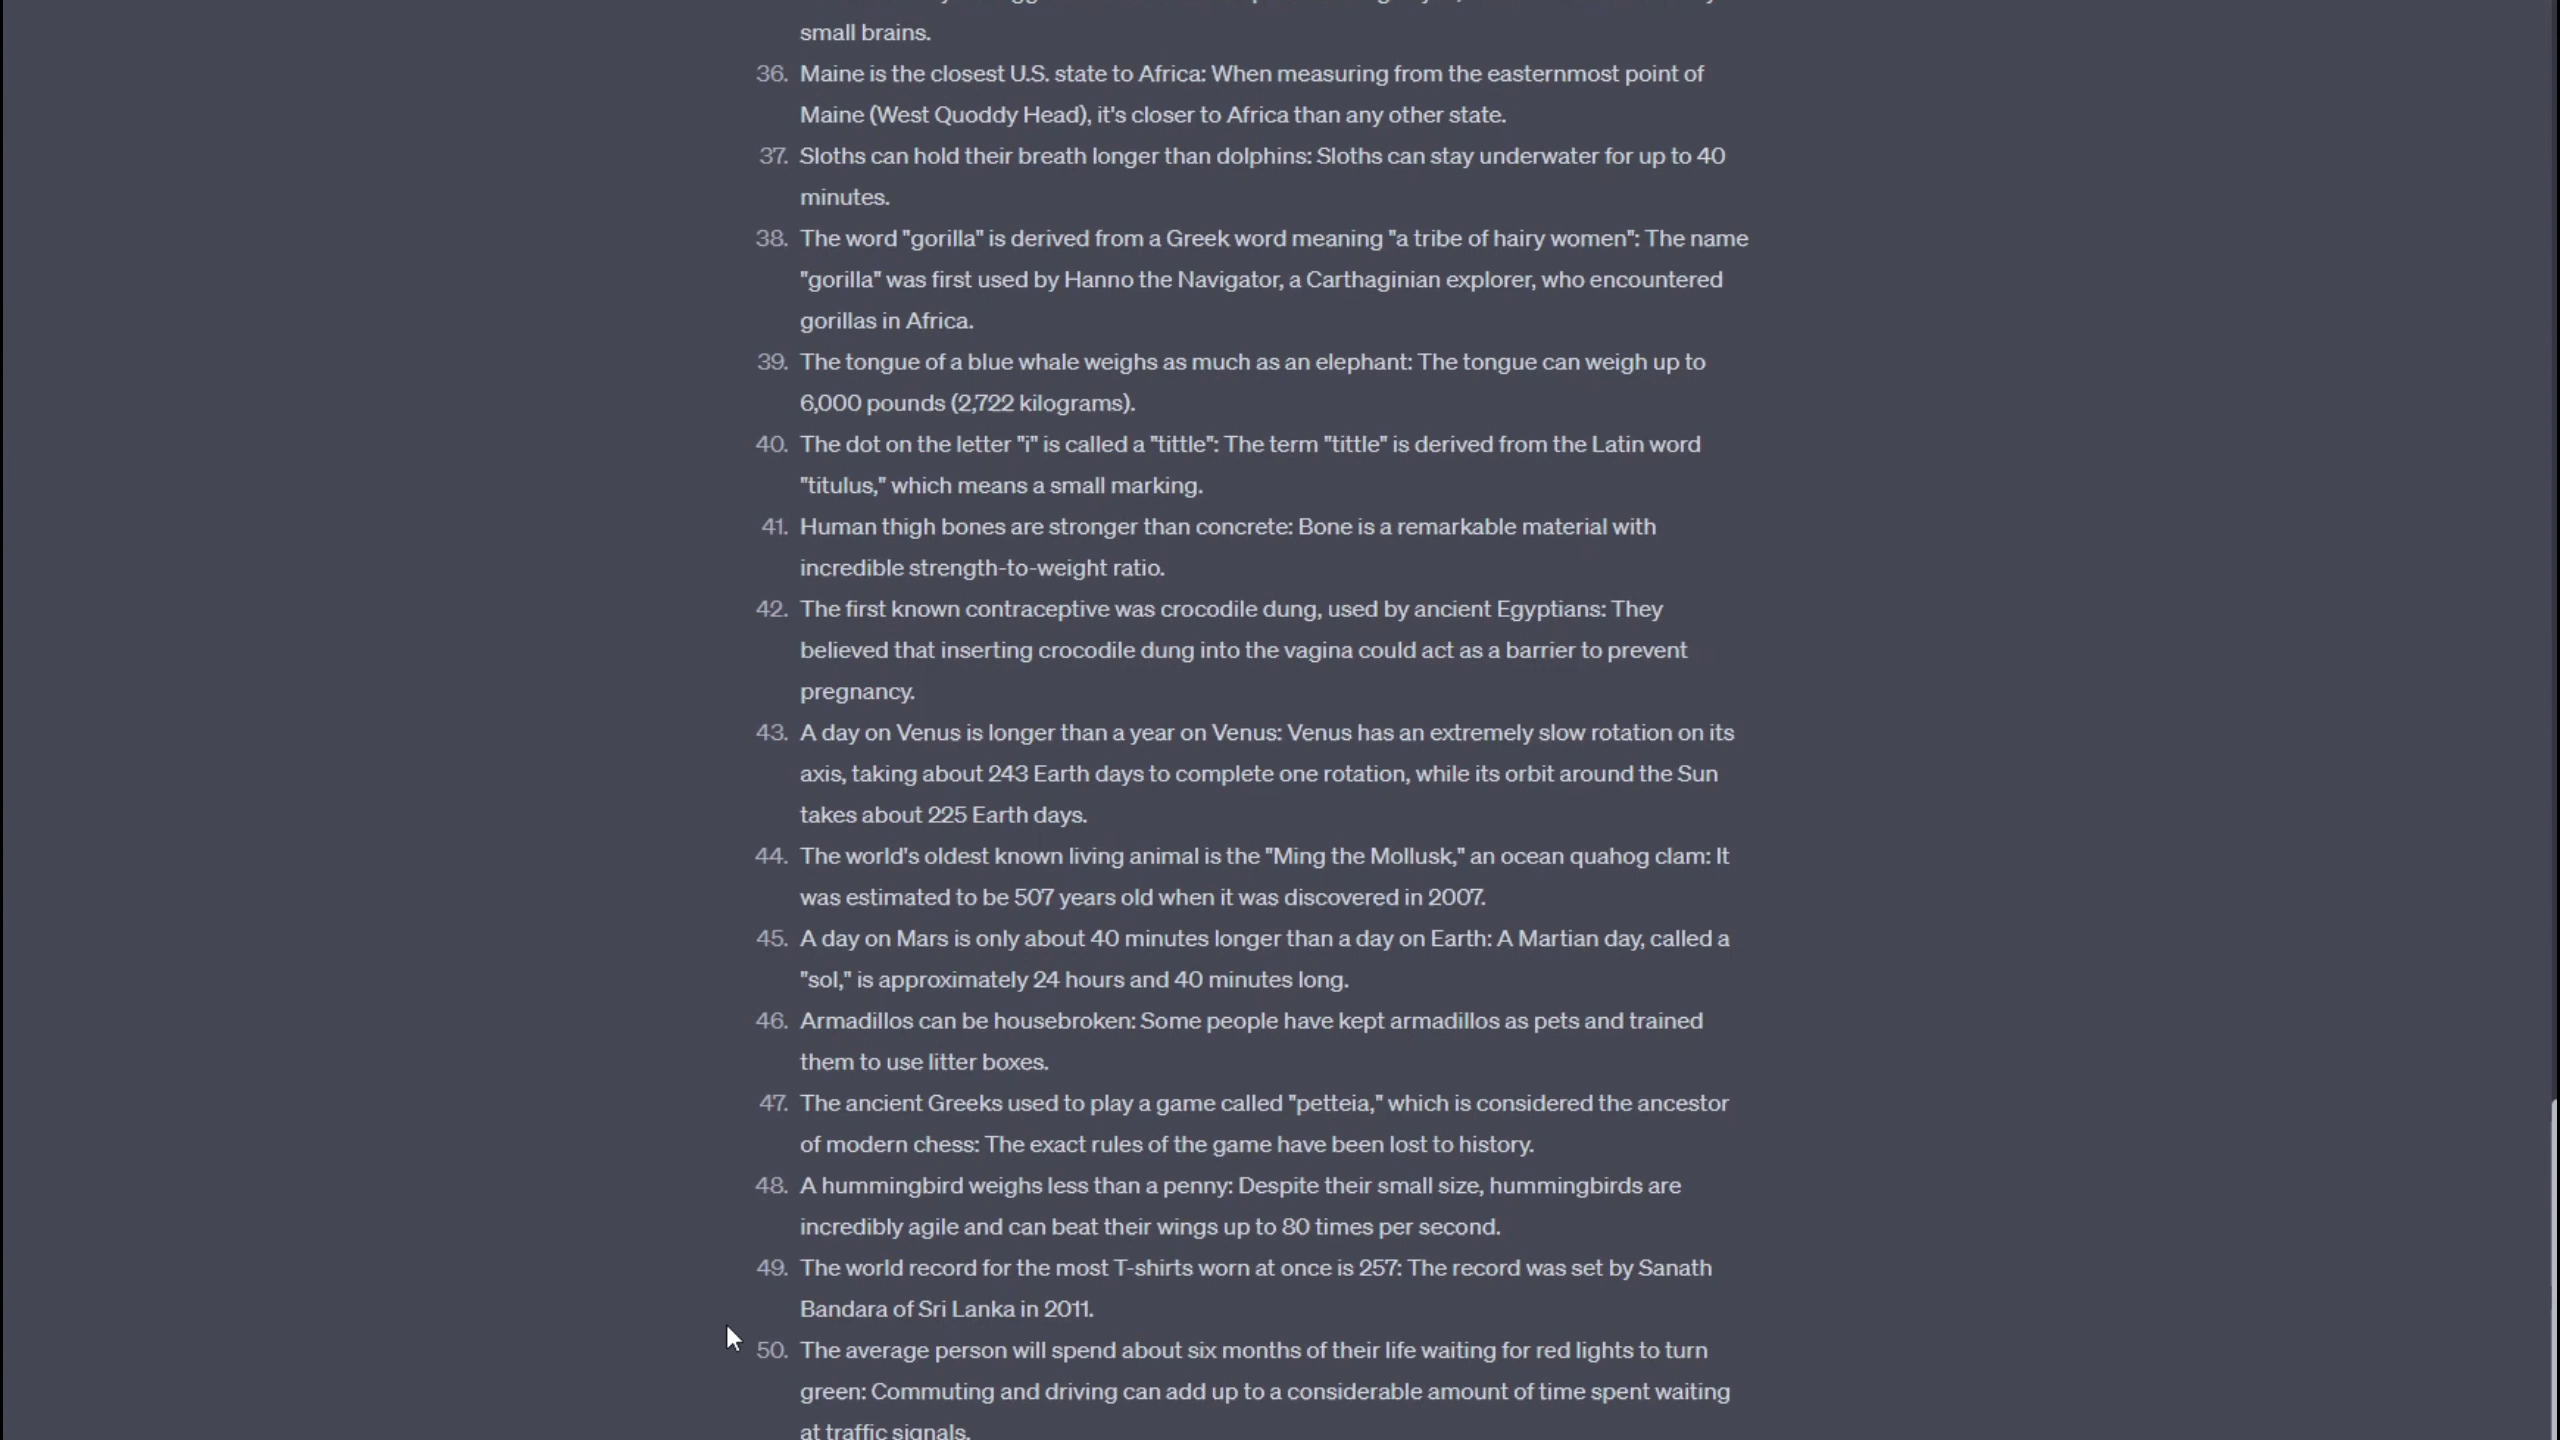 small brains.
36. Maine is the closest U.S. state to Africa: When measuring from the easternmost point of
Maine (West Quoddy Head), it's closer to Africa than any other state.
37. Sloths can hold their breath longer than dolphins: Sloths can stay underwater for up to 40
minutes.
38. The word "gorilla" is derived from a Greek word meaning "a tribe of hairy women": The name
"gorilla" was first used by Hanno the Navigator, a Carthaginian explorer, who encountered
gorillas in Africa.
39. The tongue of a blue whale weighs as much as an elephant: The tongue can weigh up to
6,000 pounds (2,722 kilograms).
40. The dot on the letter "i" is called a "tittle": The term "tittle" is derived from the Latin word
"titulus," which means a small marking.
41. Human thigh bones are stronger than concrete: Bone is a remarkable material with
incredible strength-to-weight ratio.
42. The first known contraceptive was crocodile dung, used by ancient Egyptians: They
believed that inserting crocodile dung into the vagina could act as a barrier to prevent
pregnancy.
43. A day on Venus is longer than a year on Venus: Venus has an extremely slow rotation on its
axis, taking about 243 Earth days to complete one rotation, while its orbit around the Sun
takes about 225 Earth days.
44. The world's oldest known living animal is the "Ming the Mollusk," an ocean quahog clam: It
was estimated to be 507 years old when it was discovered in 2007.
45. A day on Mars is only about 40 minutes longer than a day on Earth: A Martian day, called a
"sol," is approximately 24 hours and 40 minutes long.
46. Armadillos can be housebroken: Some people have kept armadillos as pets and trained
them to use litter boxes.
47. The ancient Greeks used to play a game called "petteia," which is considered the ancestor
of modern chess: The exact rules of the game have been lost to history.
48. A hummingbird weighs less than a penny: Despite their small size, hummingbirds are
incredibly agile and can beat their wings up to 80 times per second.
49. The world record for the most T-shirts worn at once is 257: The record was set by Sanath
Bandara of Sri Lanka in 2011.
50. The average person will spend about six months of their life waiting for red lights to turn
green: Commuting and driving can add up to a considerable amount of time spent waiting
at traffic signals.